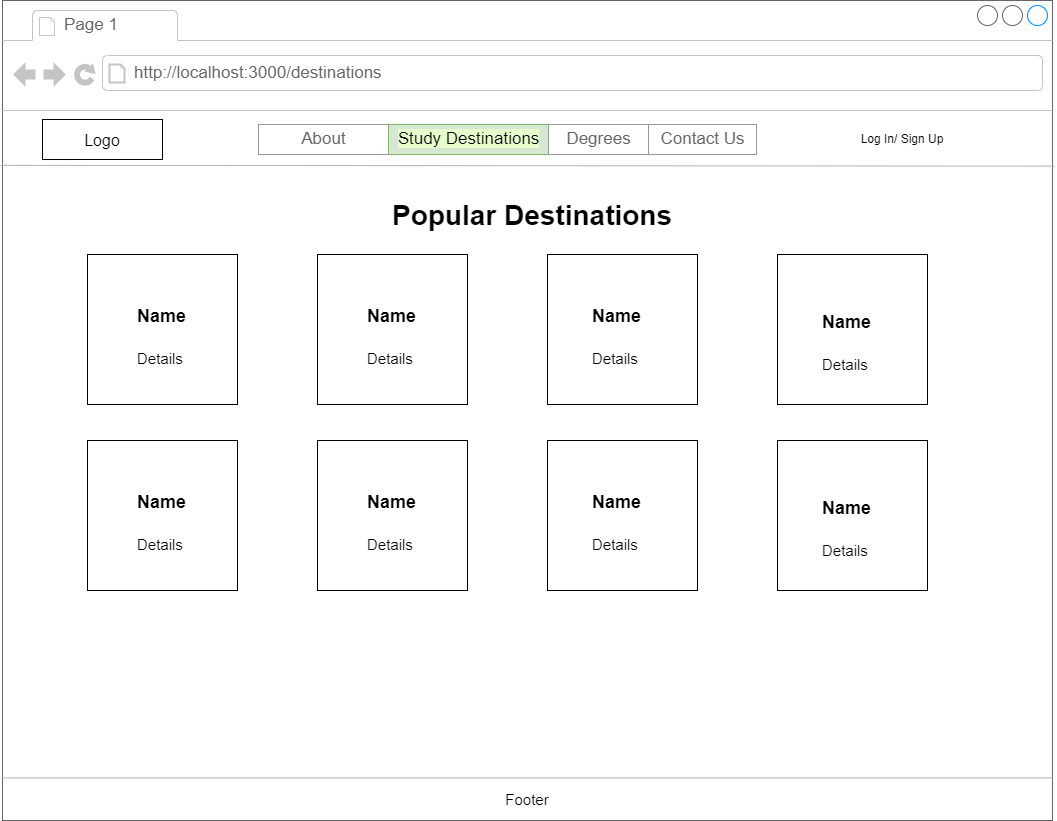 Page 1
http://localhost:3000/destinations
Logo
About
Study Destinations
Degrees
Contact Us
Log In/ Sign Up
Popular Destinations
Name
Details
Name
Details
Name
Details
Name
Details
Name
Details
Name
Details
Name
Details
Name
Details
Footer